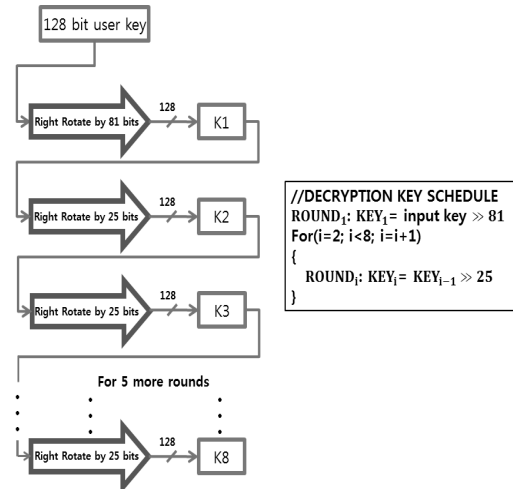 128 bit user key
Right Rotate by 81 bits
128
K1
Right Rotate by 25 bits
128
K2
Right Rotate by 25 bits
128
K3
For 5 more rounds
Right Rotate by 25 bits
128
K8
//DECRYPTION KEY SCHEDULE
ROUND₁: KEY₁= input key ≫ 81
For(i=2; i<8; i=i+1)
{
ROUNDᵢ: KEYᵢ= KEYᵢ₋₁ ≫ 25
}